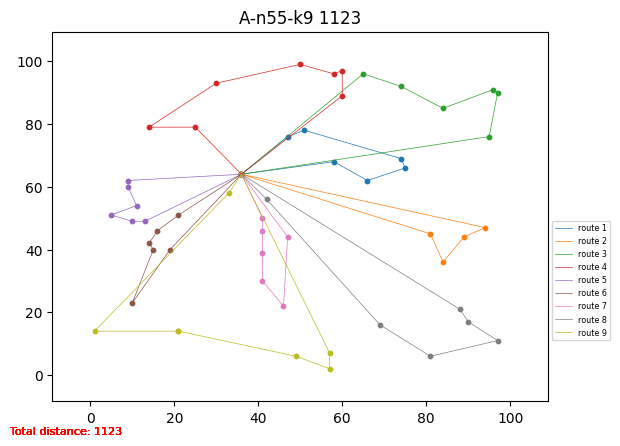 A-n55-k9 1123
100
80
60
40
20
0
0 20 40 60 80 100
route 1
route 2
route 3
route 4
route 5
route 6
route 7
route 8
route 9
Total distance: 1123